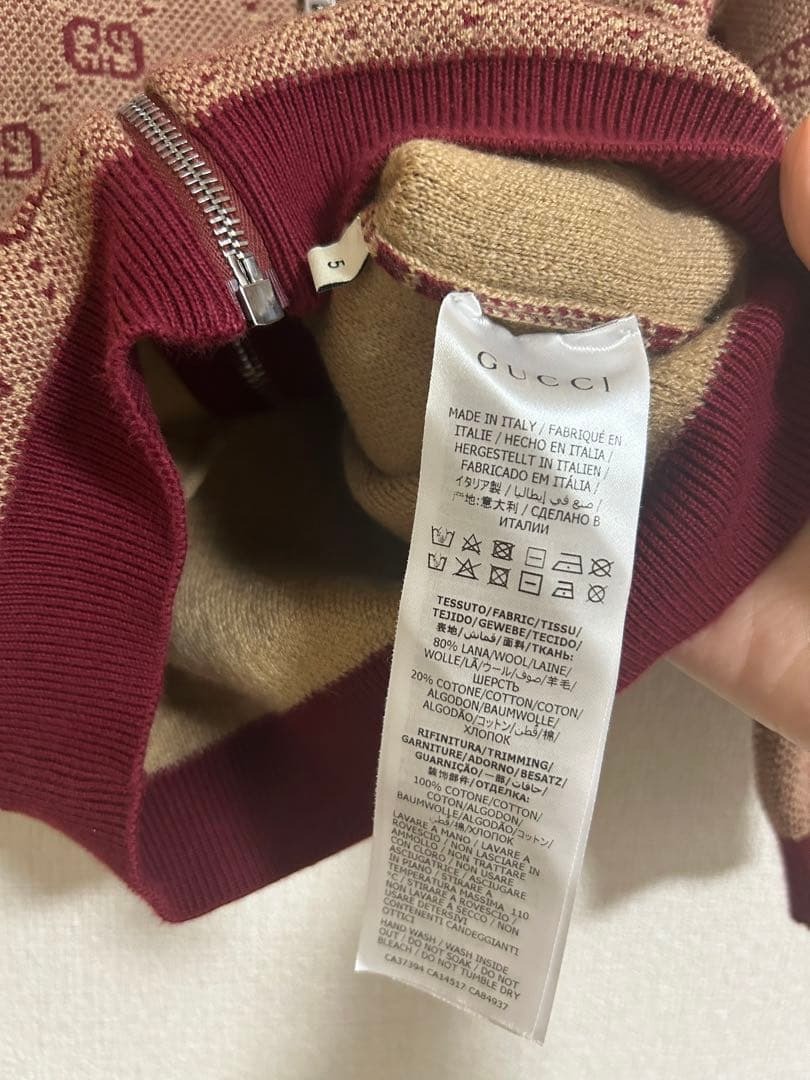 5
GUCCI
MADE IN ITALY / FABRIQUÉ EN
ITALIE / HECHO EN ITALIA /
HERGESTELLT IN ITALIEN /
FABRICADO EM ITÁLIA /
イタリア製 / صنع في إيطاليا /
产地:意大利 / СДЕЛАНО В
ИТАЛИИ
TESSUTO/FABRIC/TISSU/
TEJIDO/GEWEBE/TECIDO/
表地/قماش/面料/ТКАНЬ:
80% LANA/WOOL/LAINE/
WOLLE/LÃ/ウール/صوف/羊毛/
ШЕРСТЬ
20% COTONE/COTTON/COTON/
ALGODON/BAUMWOLLE/
ALGODÃO/コットン/قطن/棉/
ХЛОПОК
RIFINITURA/TRIMMING/
GARNITURE/ADORNO/BESATZ/
GUARNIÇÃO/一部/حافات/
装饰部件/ОТДЕЛКА:
100% COTONE/COTTON/
COTON/ALGODON/
BAUMWOLLE/ALGODÃO/コットン/
قطن/棉/ХЛОПОК
LAVARE A MANO / LAVARE A
ROVESCIO / NON LASCIARE IN
AMMOLLO / NON TRATTARE
CON CLORO / NON USARE
ASCIUGATRICE / ASCIUGARE
IN PIANO / STIRARE A
TEMPERATURA MASSIMA 110
°C / STIRARE A ROVESCIO /
NON LAVARE A SECCO / NON
USARE DETERSIVI
CONTENENTI CANDEGGIANTI
OTTICI
HAND WASH / WASH INSIDE
OUT / DO NOT SOAK / DO NOT
BLEACH / DO NOT TUMBLE DRY
CA37394 CA14517 CA84937